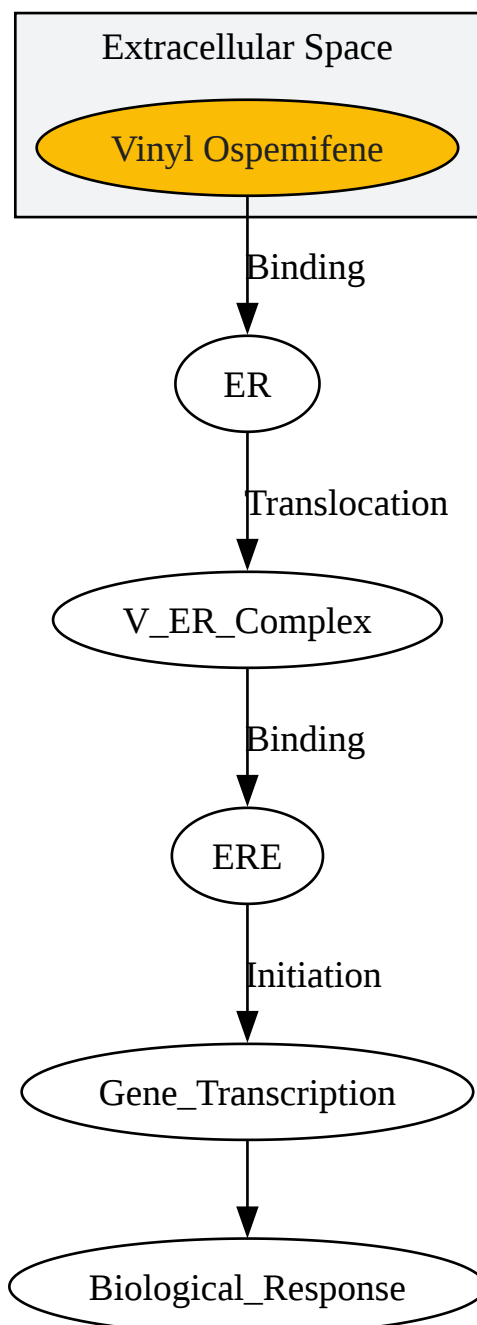 Extracellular Space
Vinyl Ospemifene
Binding
ER
Translocation
V_ER_Complex
Binding
ERE
Initiation
Gene_Transcription
Biological_Response